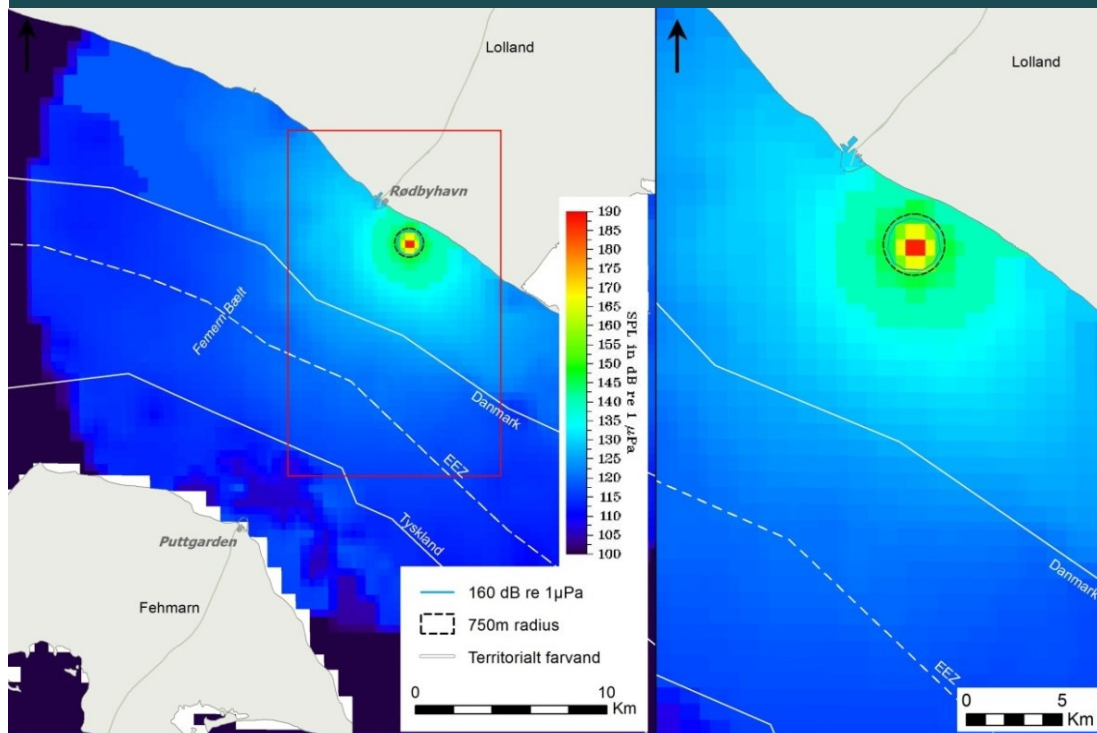 Lolland
Rødbyhavn
Femern Bælt
Danmark
EEZ
Tyskland
Puttgarden
Fehmarn
190
185
180
175
170
165
160
155
150
145
140
135
130
125
120
115
110
105
100
SPL in dB re 1 µPa
160 dB re 1µPa
750m radius
Territorialt farvand
0 10
Km
Lolland
Danmark
EEZ
0 5
Km